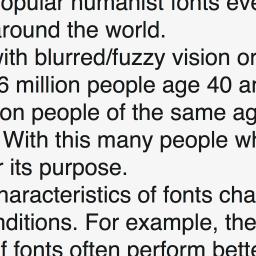 opular humanist fonts eve
around the world.
with blurred/fuzzy vision or
6 million people age 40 an
on people of the same ag
With this many people wh
r its purpose.
haracteristics of fonts cha
nditions. For example, the
f fonts often perform bette